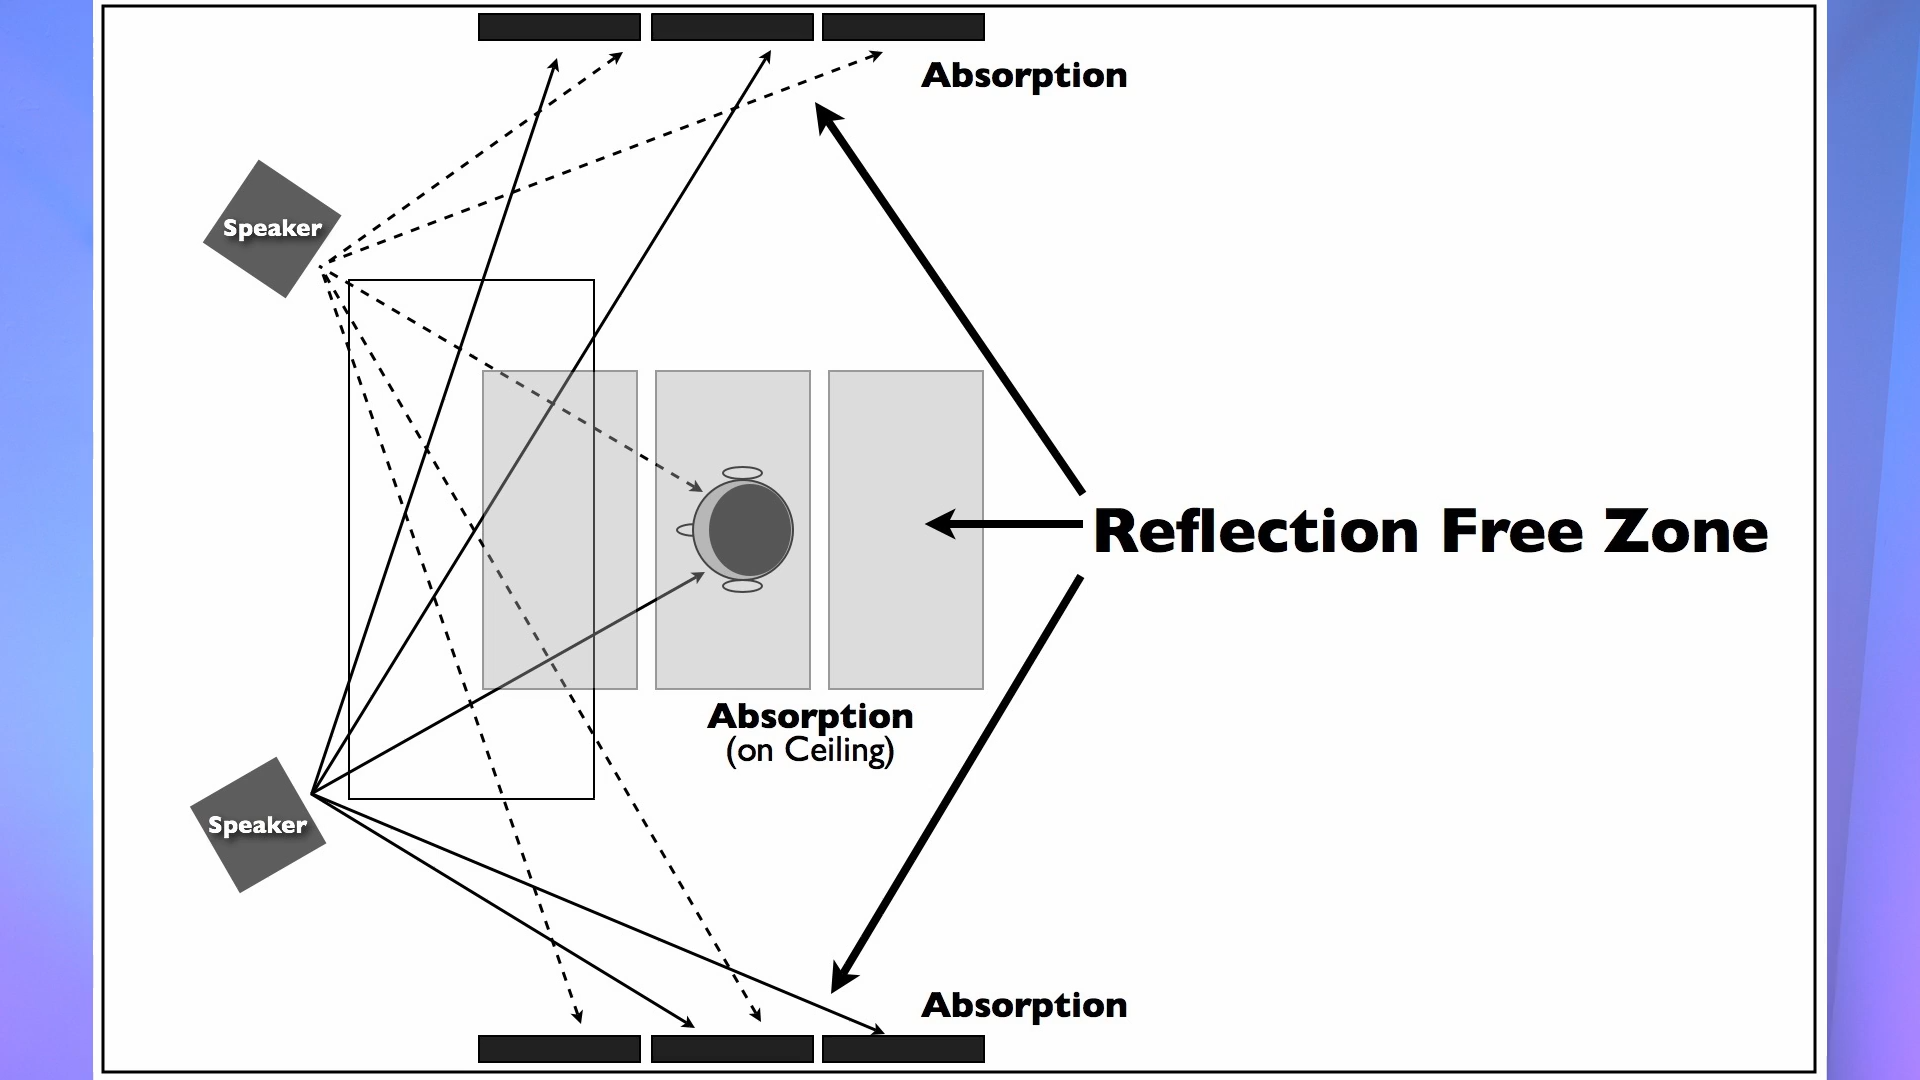 Absorption
Speaker
Reflection Free Zone
Absorption
(on Ceiling)
Speaker
Absorption